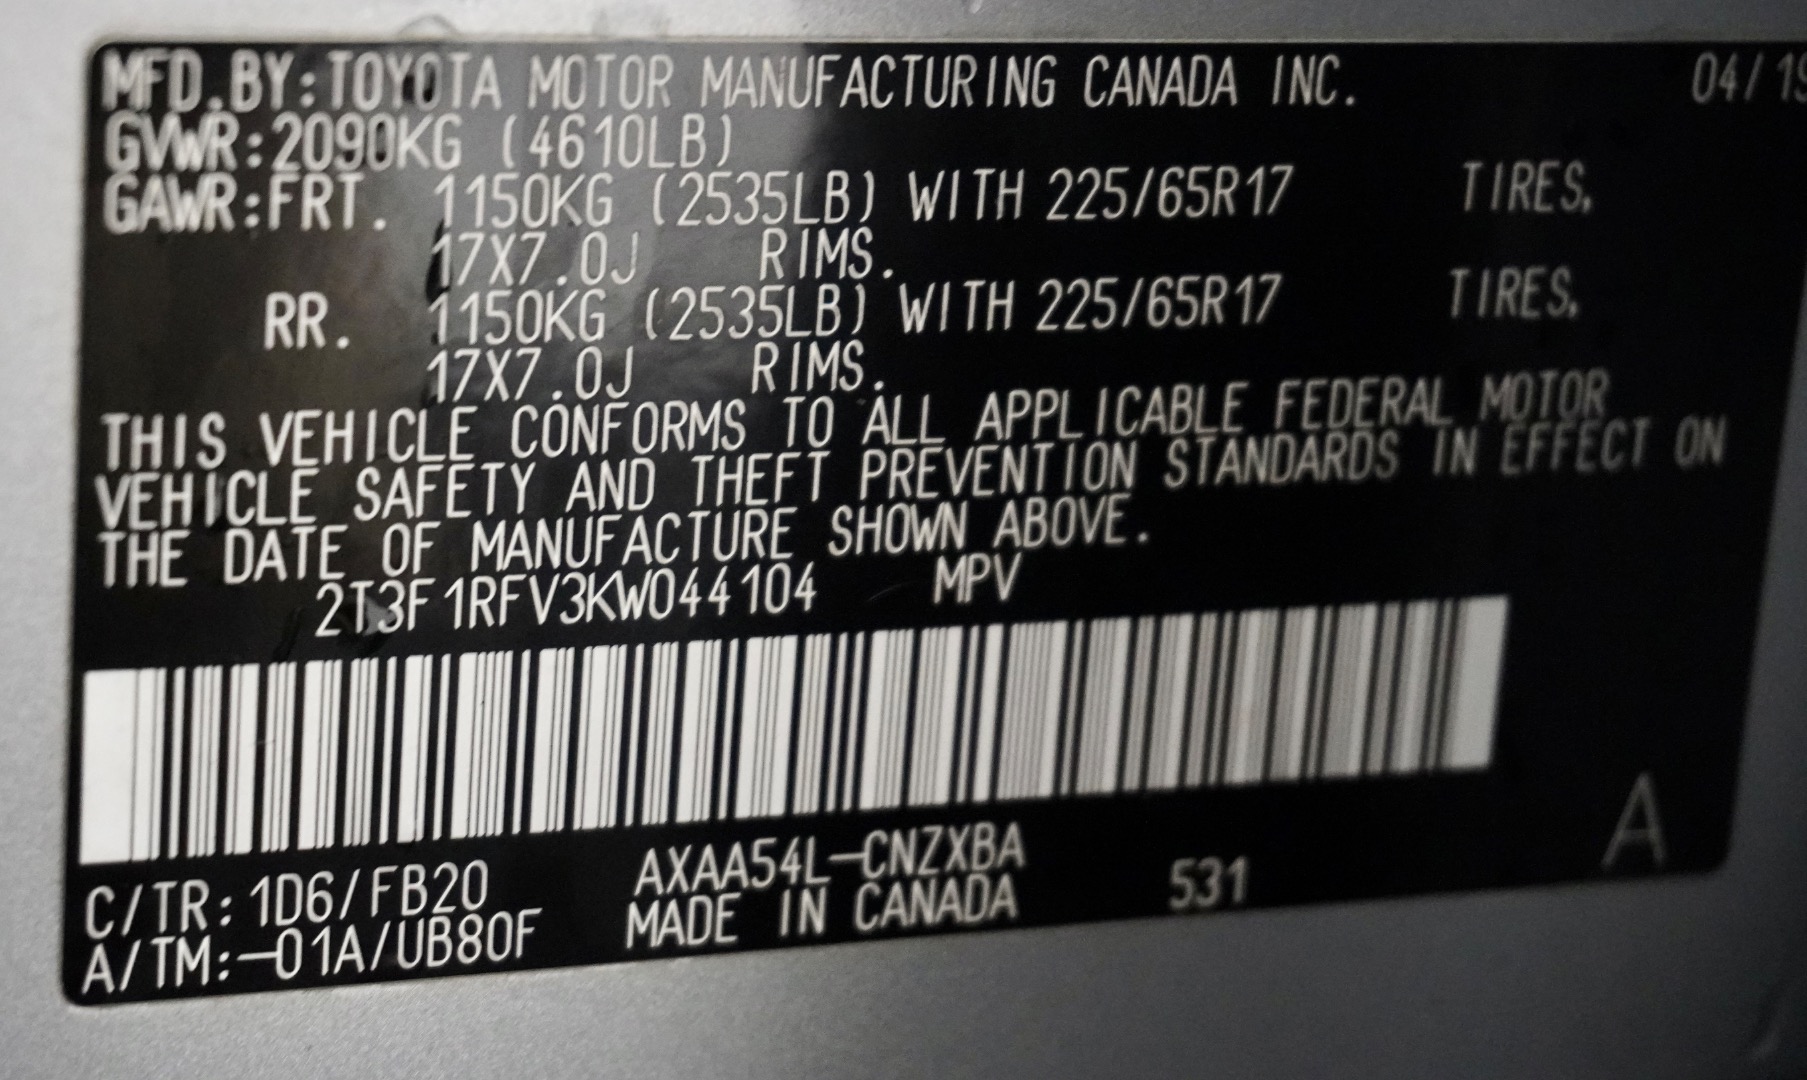 MFD.BY:TOYOTA MOTOR MANUFACTURING CANADA INC. 04/19
GVWR:2090KG (4610LB)
GAWR:FRT. 1150KG (2535LB) WITH 225/65R17 TIRES,
17X7.0J RIMS.
RR. 1150KG (2535LB) WITH 225/65R17 TIRES,
17X7.0J RIMS.
THIS VEHICLE CONFORMS TO ALL APPLICABLE FEDERAL MOTOR
VEHICLE SAFETY AND THEFT PREVENTION STANDARDS IN EFFECT ON
THE DATE OF MANUFACTURE SHOWN ABOVE.
2T3F1RFV3KW044104 MPV
A
C/TR:1D6/FB20 AXAA54L-CNZXBA
A/TM:-01A/UB80F MADE IN CANADA 531